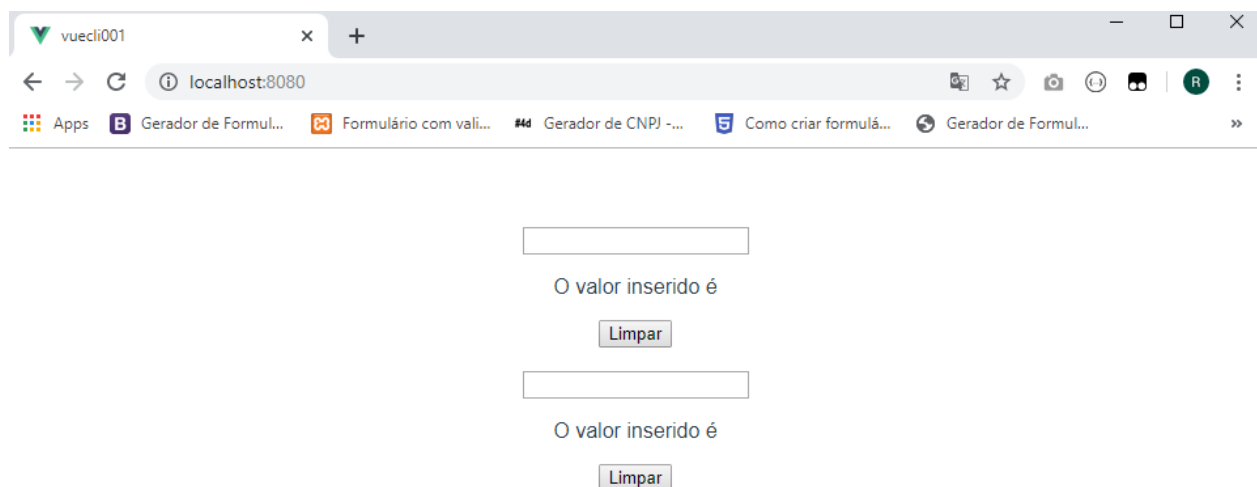 vuecli001
localhost:8080
R
Apps B Gerador de Formul... Formulário com vali... #4d Gerador de CNPJ -... 5 Como criar formulá... Gerador de Formul... »
O valor inserido é
Limpar
O valor inserido é
Limpar